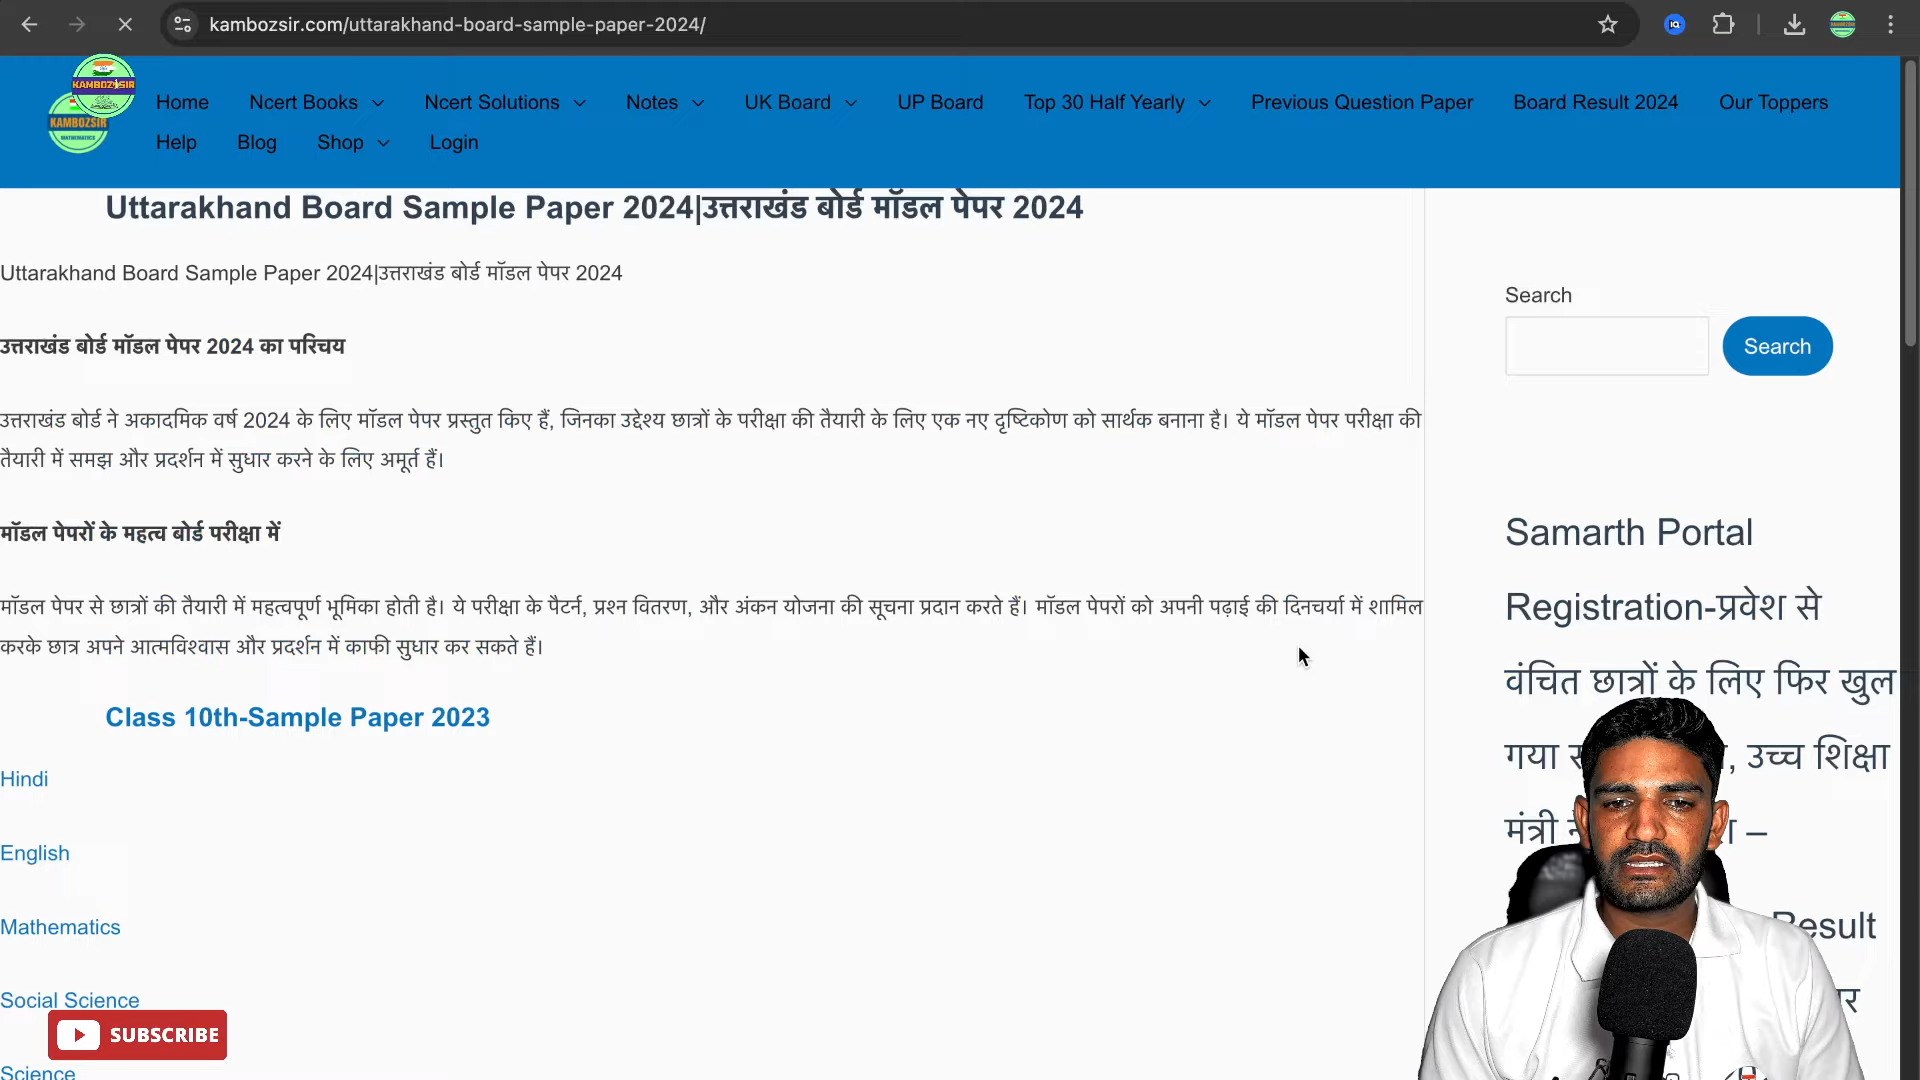 kambozsir.com/uttarakhand-board-sample-paper-2024/
KAMBOZSIR
KAMBOZSIR
MATHEMATICS
Home Ncert Books Ncert Solutions Notes UK Board UP Board Top 30 Half Yearly Previous Question Paper Board Result 2024 Our Toppers
Help Blog Shop Login
Uttarakhand Board Sample Paper 2024|उत्तराखंड बोर्ड मॉडल पेपर 2024
Uttarakhand Board Sample Paper 2024|उत्तराखंड बोर्ड मॉडल पेपर 2024
उत्तराखंड बोर्ड मॉडल पेपर 2024 का परिचय
उत्तराखंड बोर्ड ने अकादमिक वर्ष 2024 के लिए मॉडल पेपर प्रस्तुत किए हैं, जिनका उद्देश्य छात्रों के परीक्षा की तैयारी के लिए एक नए दृष्टिकोण को सार्थक बनाना है। ये मॉडल पेपर परीक्षा की
तैयारी में समझ और प्रदर्शन में सुधार करने के लिए अमूर्त हैं।
मॉडल पेपरों के महत्व बोर्ड परीक्षा में
मॉडल पेपर से छात्रों की तैयारी में महत्वपूर्ण भूमिका होती है। ये परीक्षा के पैटर्न, प्रश्न वितरण, और अंकन योजना की सूचना प्रदान करते हैं। मॉडल पेपरों को अपनी पढ़ाई की दिनचर्या में शामिल
करके छात्र अपने आत्मविश्वास और प्रदर्शन में काफी सुधार कर सकते हैं।
Class 10th-Sample Paper 2023
Hindi
English
Mathematics
Social Science
Science
SUBSCRIBE
Search
Search
Samarth Portal
Registration-प्रवेश से
वंचित छात्रों के लिए फिर खुल
गया , उच्च शिक्षा
मंत्री –
Result